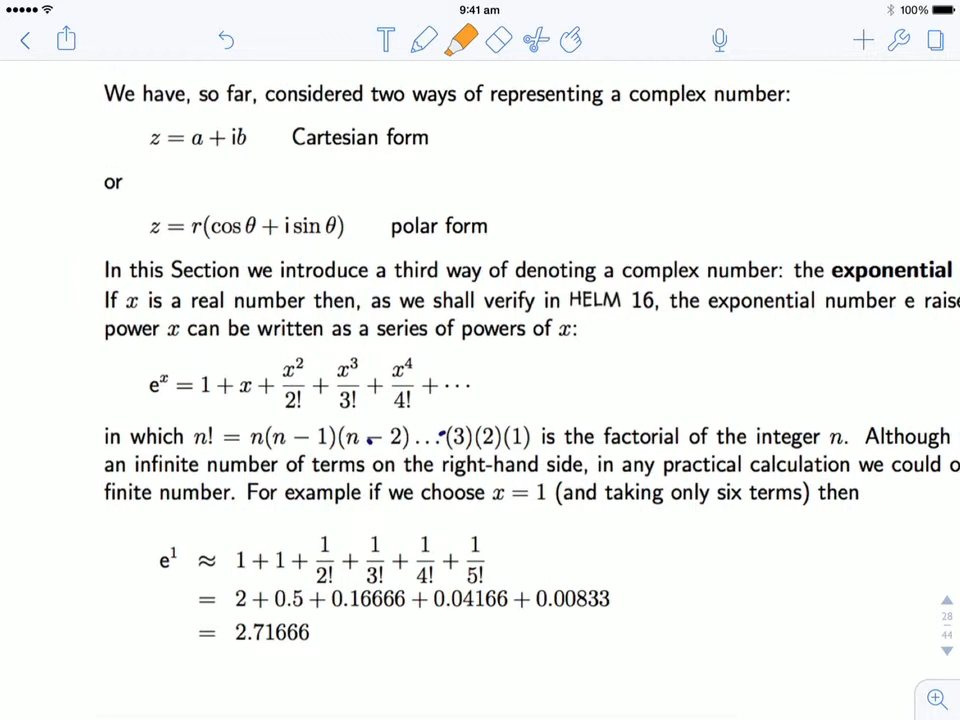 9:41 am
100%
We have, so far, considered two ways of representing a complex number:
z = a + ib Cartesian form
or
z = r(cos θ + i sin θ) polar form
In this Section we introduce a third way of denoting a complex number: the exponential
If x is a real number then, as we shall verify in HELM 16, the exponential number e raise
power x can be written as a series of powers of x:
e^x = 1 + x + x²/2! + x³/3! + x⁴/4! + ···
in which n! = n(n − 1)(n − 2)...(3)(2)(1) is the factorial of the integer n. Although
an infinite number of terms on the right-hand side, in any practical calculation we could o
finite number. For example if we choose x = 1 (and taking only six terms) then
e¹ ≈ 1 + 1 + 1/2! + 1/3! + 1/4! + 1/5!
= 2 + 0.5 + 0.16666 + 0.04166 + 0.00833
= 2.71666
28
44